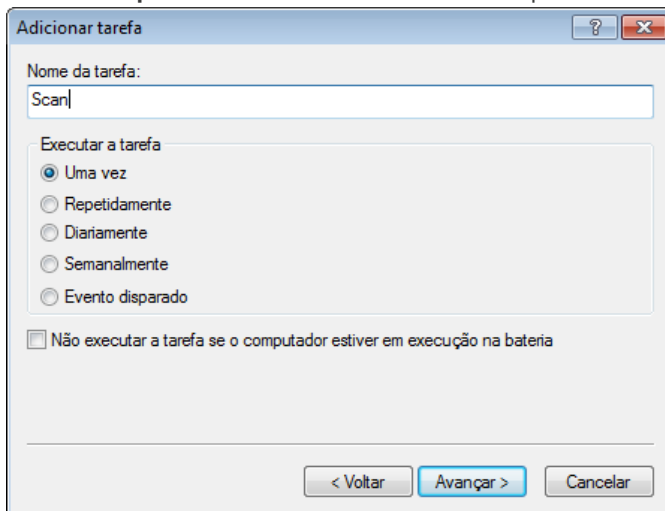 Adicionar tarefa
Nome da tarefa:
Scan
Executar a tarefa
Uma vez
Repetidamente
Diariamente
Semanalmente
Evento disparado
Não executar a tarefa se o computador estiver em execução na bateria
< Voltar
Avançar >
Cancelar